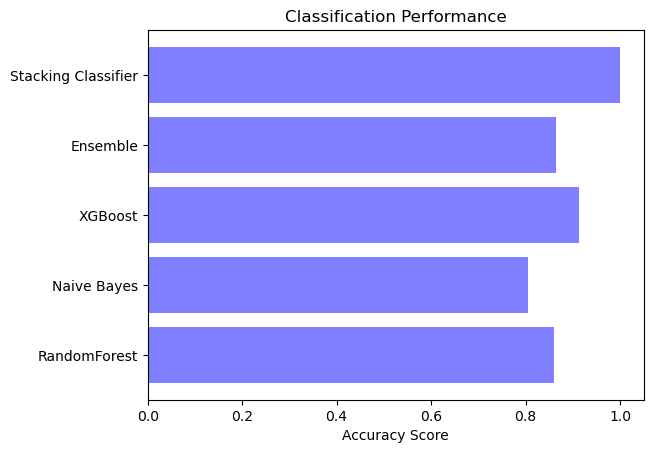 Classification Performance
Stacking Classifier
Ensemble
XGBoost
Naive Bayes
RandomForest
0.0 0.2 0.4 0.6 0.8 1.0
Accuracy Score